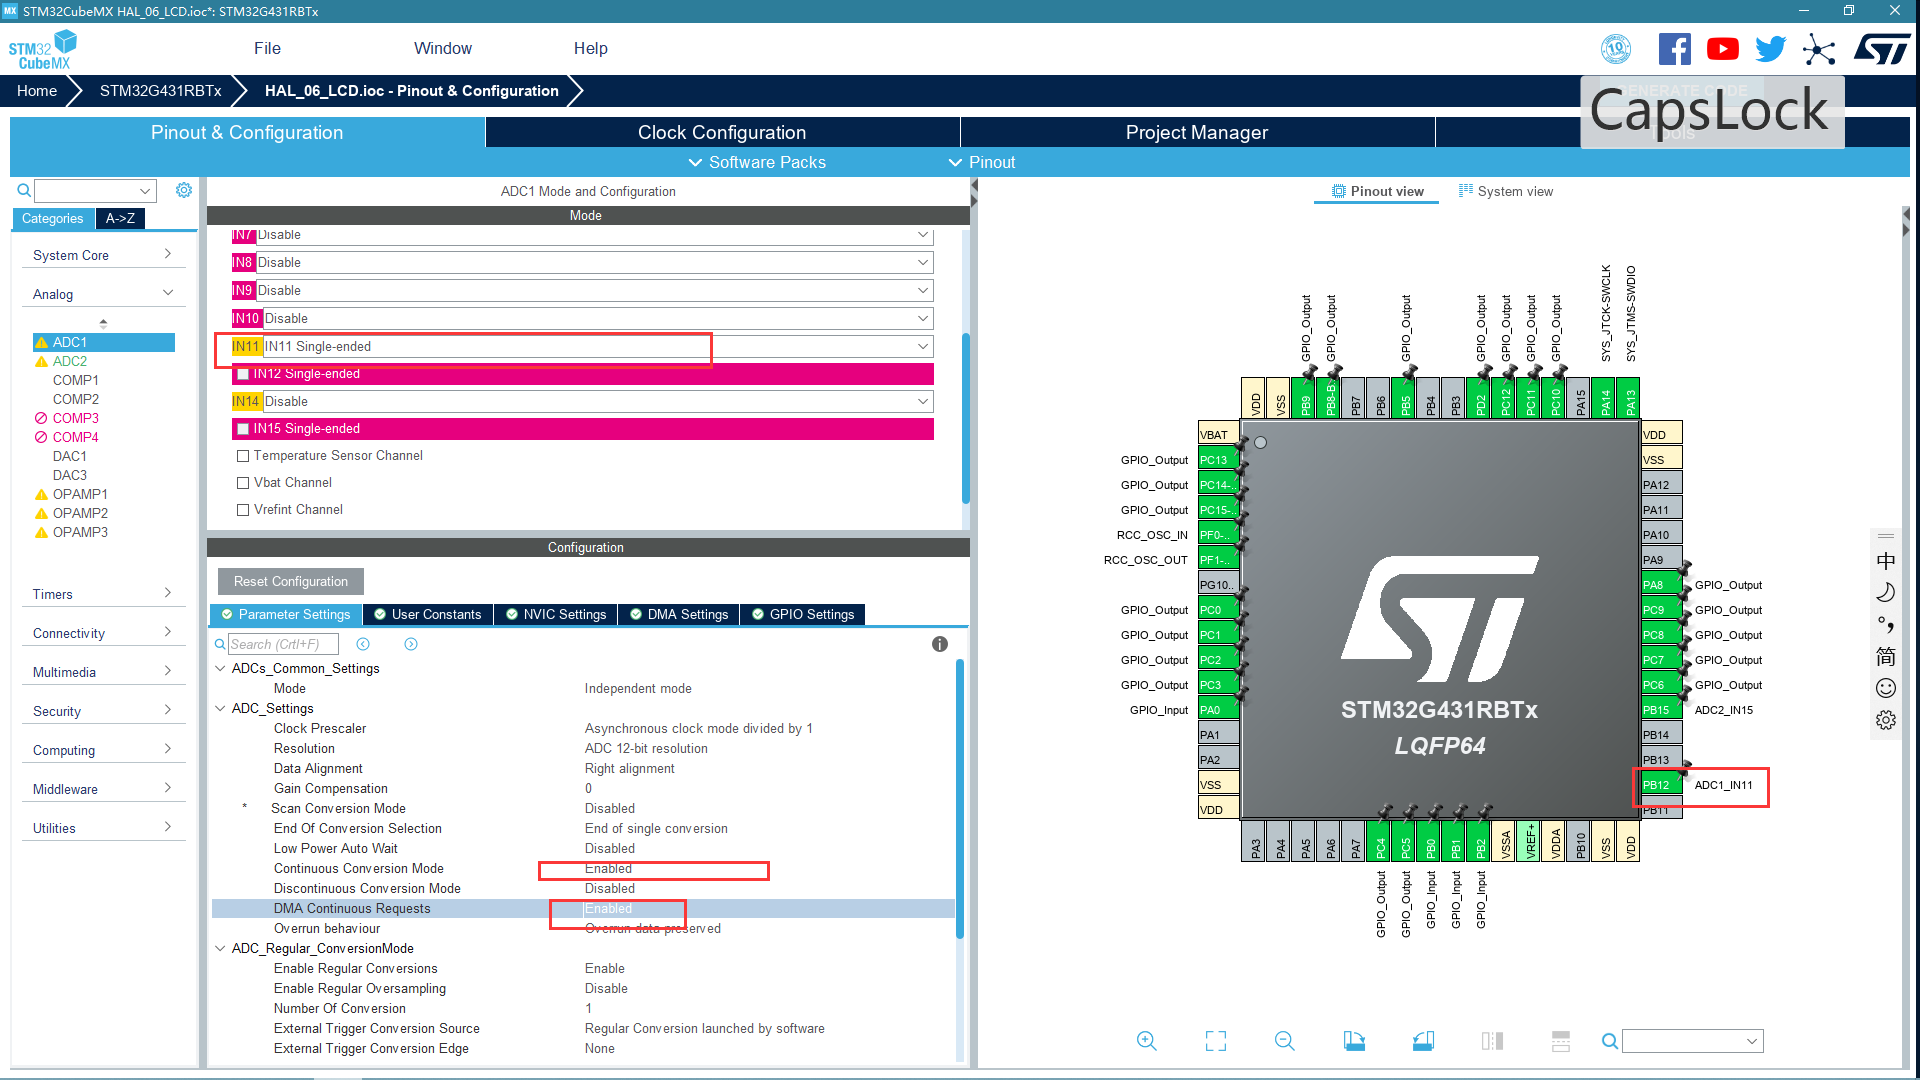 MX STM32CubeMX HAL_06_LCD.ioc*: STM32G431RBTx
STM32 CubeMX
File Window Help
10
Home STM32G431RBTx HAL_06_LCD.ioc - Pinout & Configuration
GENERATE CODE
CapsLock
Pinout & Configuration Clock Configuration Project Manager Tools
Software Packs Pinout
Categories A->Z
System Core
Analog
ADC1
ADC2
COMP1
COMP2
COMP3
COMP4
DAC1
DAC3
OPAMP1
OPAMP2
OPAMP3
Timers
Connectivity
Multimedia
Security
Computing
Middleware
Utilities
ADC1 Mode and Configuration
Mode
IN7 Disable
IN8 Disable
IN9 Disable
IN10 Disable
IN11 IN11 Single-ended
IN12 Single-ended
IN14 Disable
IN15 Single-ended
Temperature Sensor Channel
Vbat Channel
Vrefint Channel
Configuration
Reset Configuration
Parameter Settings User Constants NVIC Settings DMA Settings GPIO Settings
Search (CrtI+F)
ADCs_Common_Settings
Mode Independent mode
ADC_Settings
Clock Prescaler Asynchronous clock mode divided by 1
Resolution ADC 12-bit resolution
Data Alignment Right alignment
Gain Compensation 0
* Scan Conversion Mode Disabled
End Of Conversion Selection End of single conversion
Low Power Auto Wait Disabled
Continuous Conversion Mode Enabled
Discontinuous Conversion Mode Disabled
DMA Continuous Requests Enabled
Overrun behaviour Overrun data preserved
ADC_Regular_ConversionMode
Enable Regular Conversions Enable
Enable Regular Oversampling Disable
Number Of Conversion 1
External Trigger Conversion Source Regular Conversion launched by software
External Trigger Conversion Edge None
Pinout view System view
GPIO_Output GPIO_Output GPIO_Output GPIO_Output GPIO_Output GPIO_Output GPIO_Output SYS_JTCK-SWCLK SYS_JTMS-SWDIO
VDD VSS PB9 PB8-B PB7 PB6 PB5 PB4 PB3 PD2 PC12 PC11 PC10 PA15 PA14 PA13
VBAT
GPIO_Output PC13
GPIO_Output PC14-..
GPIO_Output PC15-..
RCC_OSC_IN PF0-..
RCC_OSC_OUT PF1-..
PG10..
GPIO_Output PC0
GPIO_Output PC1
GPIO_Output PC2
GPIO_Output PC3
GPIO_Input PA0
PA1
PA2
VSS
VDD
ST
STM32G431RBTx
LQFP64
VDD
VSS
PA12
PA11
PA10
PA9
PA8 GPIO_Output
PC9 GPIO_Output
PC8 GPIO_Output
PC7 GPIO_Output
PC6 GPIO_Output
PB15 ADC2_IN15
PB14
PB13
PB12 ADC1_IN11
PB11
PA3 PA4 PA5 PA6 PA7 PC4 PC5 PB0 PB1 PB2 VSSA VREF+ VDDA PB10 VSS VDD
GPIO_Output GPIO_Output GPIO_Input GPIO_Input GPIO_Input
中
简